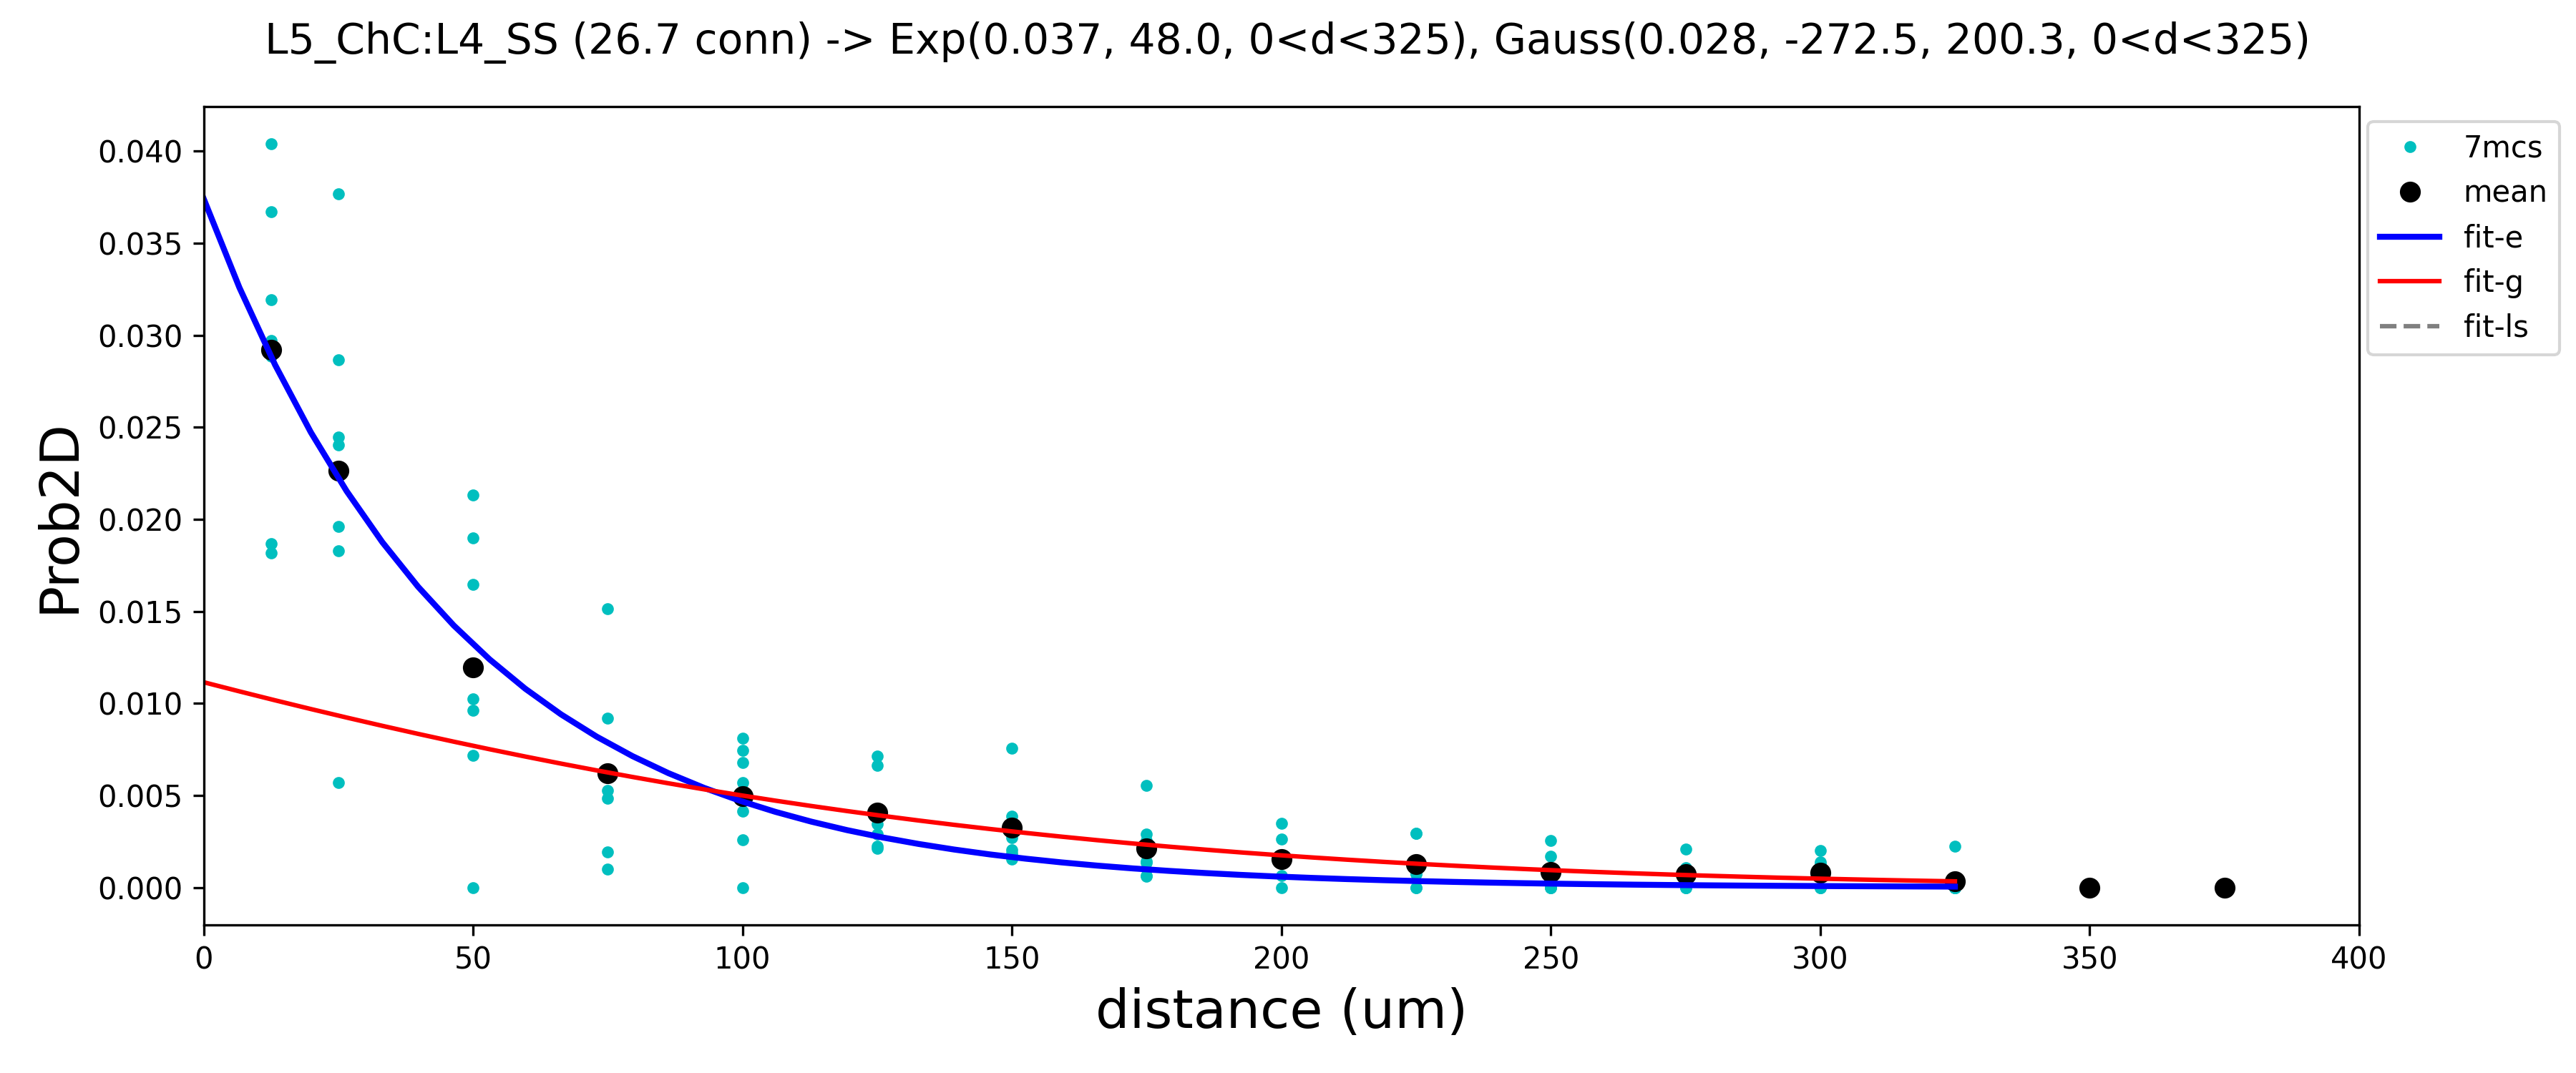 L5_ChC:L4_SS (26.7 conn) -> Exp(0.037, 48.0, 0<d<325), Gauss(0.028, -272.5, 200.3, 0<d<325)
0.040
0.035
0.030
0.025
0.020
0.015
0.010
0.005
0.000
Prob2D
0 50 100 150 200 250 300 350 400
distance (um)
7mcs
mean
fit-e
fit-g
fit-ls